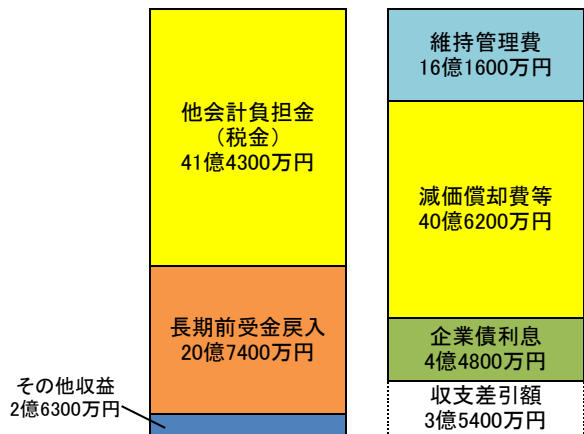 他会計負担金
（税金）
41億4300万円
長期前受金戻入
20億7400万円
その他収益
2億6300万円
維持管理費
16億1600万円
減価償却費等
40億6200万円
企業債利息
4億4800万円
収支差引額
3億5400万円